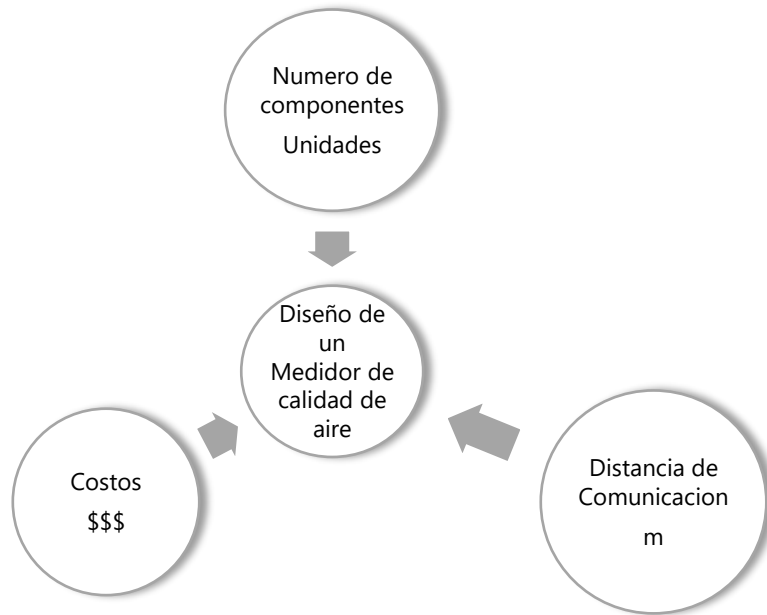 Numero de
componentes
Unidades
Diseño de
un
Medidor de
calidad de
aire
Costos
$$$
Distancia de
Comunicacion
m